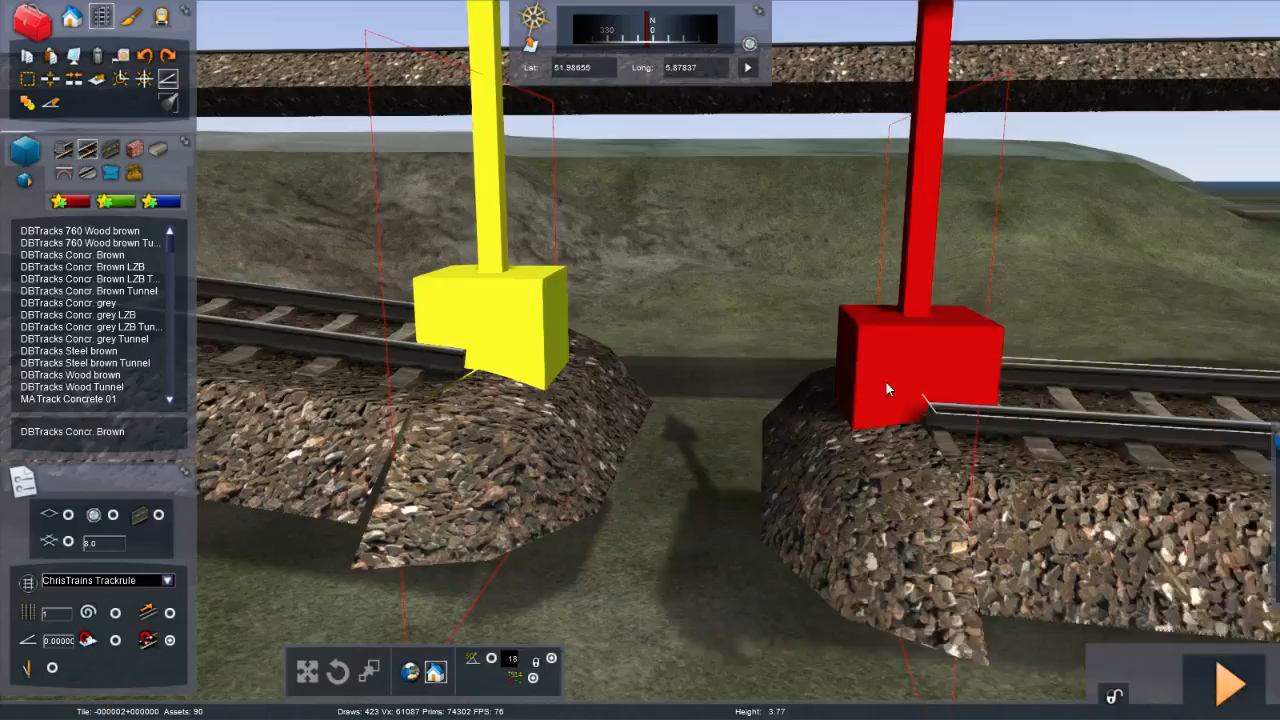 330
N
0
Lat:
51.98656
Long:
5.87837
DBTracks 760 Wood brown
DBTracks 760 Wood brown Tu...
DBTracks Concr. Brown
DBTracks Concr. Brown LZB
DBTracks Concr. Brown LZB T...
DBTracks Concr. Brown Tunnel
DBTracks Concr. grey
DBTracks Concr. grey LZB
DBTracks Concr. grey LZB Tun...
DBTracks Concr. grey Tunnel
DBTracks Steel brown
DBTracks Steel brown Tunnel
DBTracks Wood brown
DBTracks Wood Tunnel
MA Track Concrete 01
DBTracks Concr. Brown
8.0
ChrisTrains Trackrule
1
0.0000
18
Tile: -000002+000000 Assets: 90
Draws: 423 Vx: 61087 Prims: 74302 FPS: 76
Height: 3.77